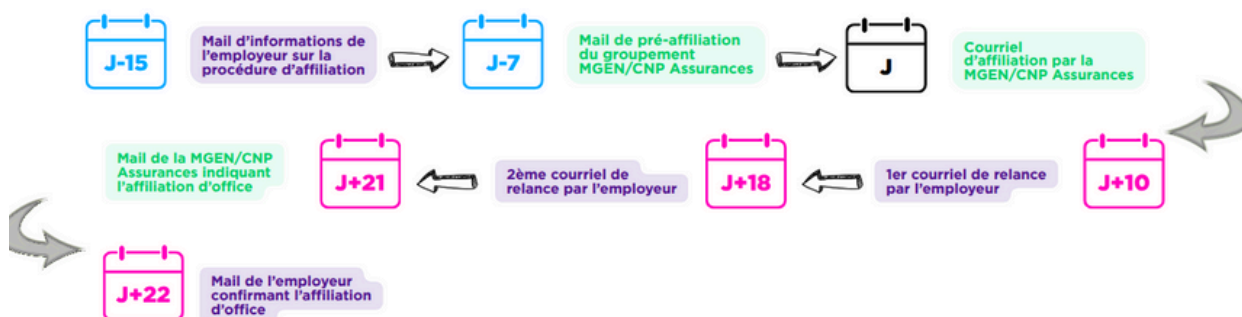 J-15
Mail d'informations de
l'employeur sur la
procédure d'affiliation
J-7
Mail de pré-affiliation
du groupement
MGEN/CNP Assurances
J
Courriel
d'affiliation par la
MGEN/CNP Assurances
J+10
1er courriel de relance
par l'employeur
J+18
2ème courriel de
relance par l'employeur
J+21
Mail de la MGEN/CNP
Assurances indiquant
l'affiliation d'office
J+22
Mail de l'employeur
confirmant l'affiliation
d'office